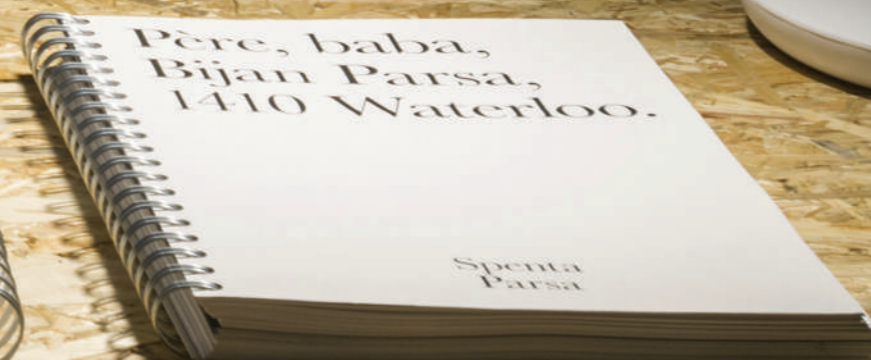 Père, baba,
Bijan Parsa,
1410 Waterloo.
Spenta
Parsa